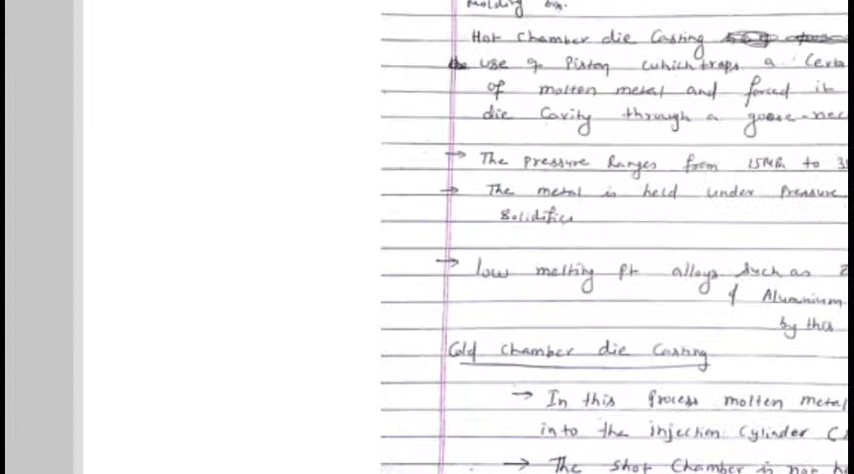 Molding
Hot Chamber die Casting
use of Piston which traps a Certa
of molten metal and forced it
die Cavity through a goose-nec
→ The pressure Ranges from 15MPa to 3
→ The metal is held under Pressure
Solidifies
→ low melting pt alloys such as Z
& Aluminium
by this
Cold Chamber die Casting
→ In this process molten metal
into the injection Cylinder C
→ The shot Chamber is not h